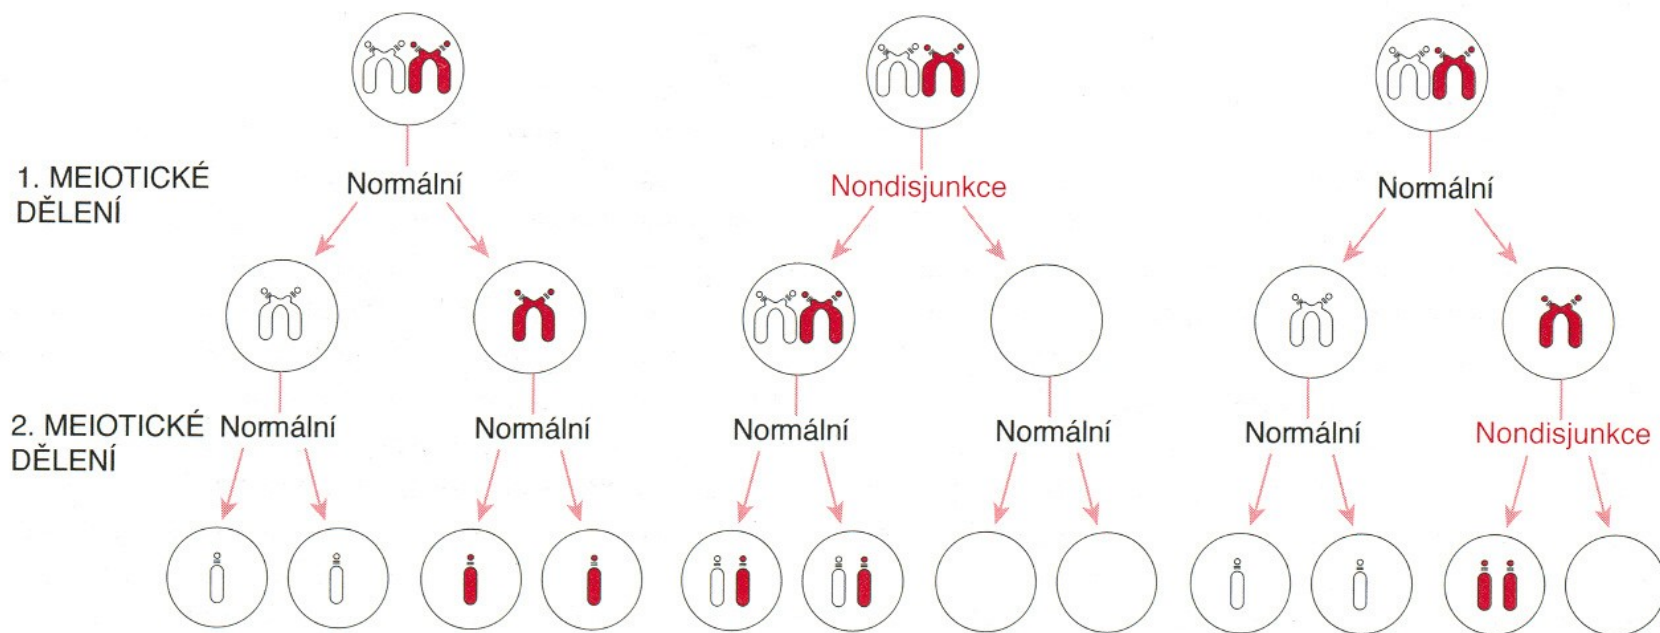 1. MEIOTICKÉ
DĚLENÍ
Normální
Nondisjunkce
Normální
2. MEIOTICKÉ
DĚLENÍ
Normální
Normální
Normální
Normální
Normální
Nondisjunkce